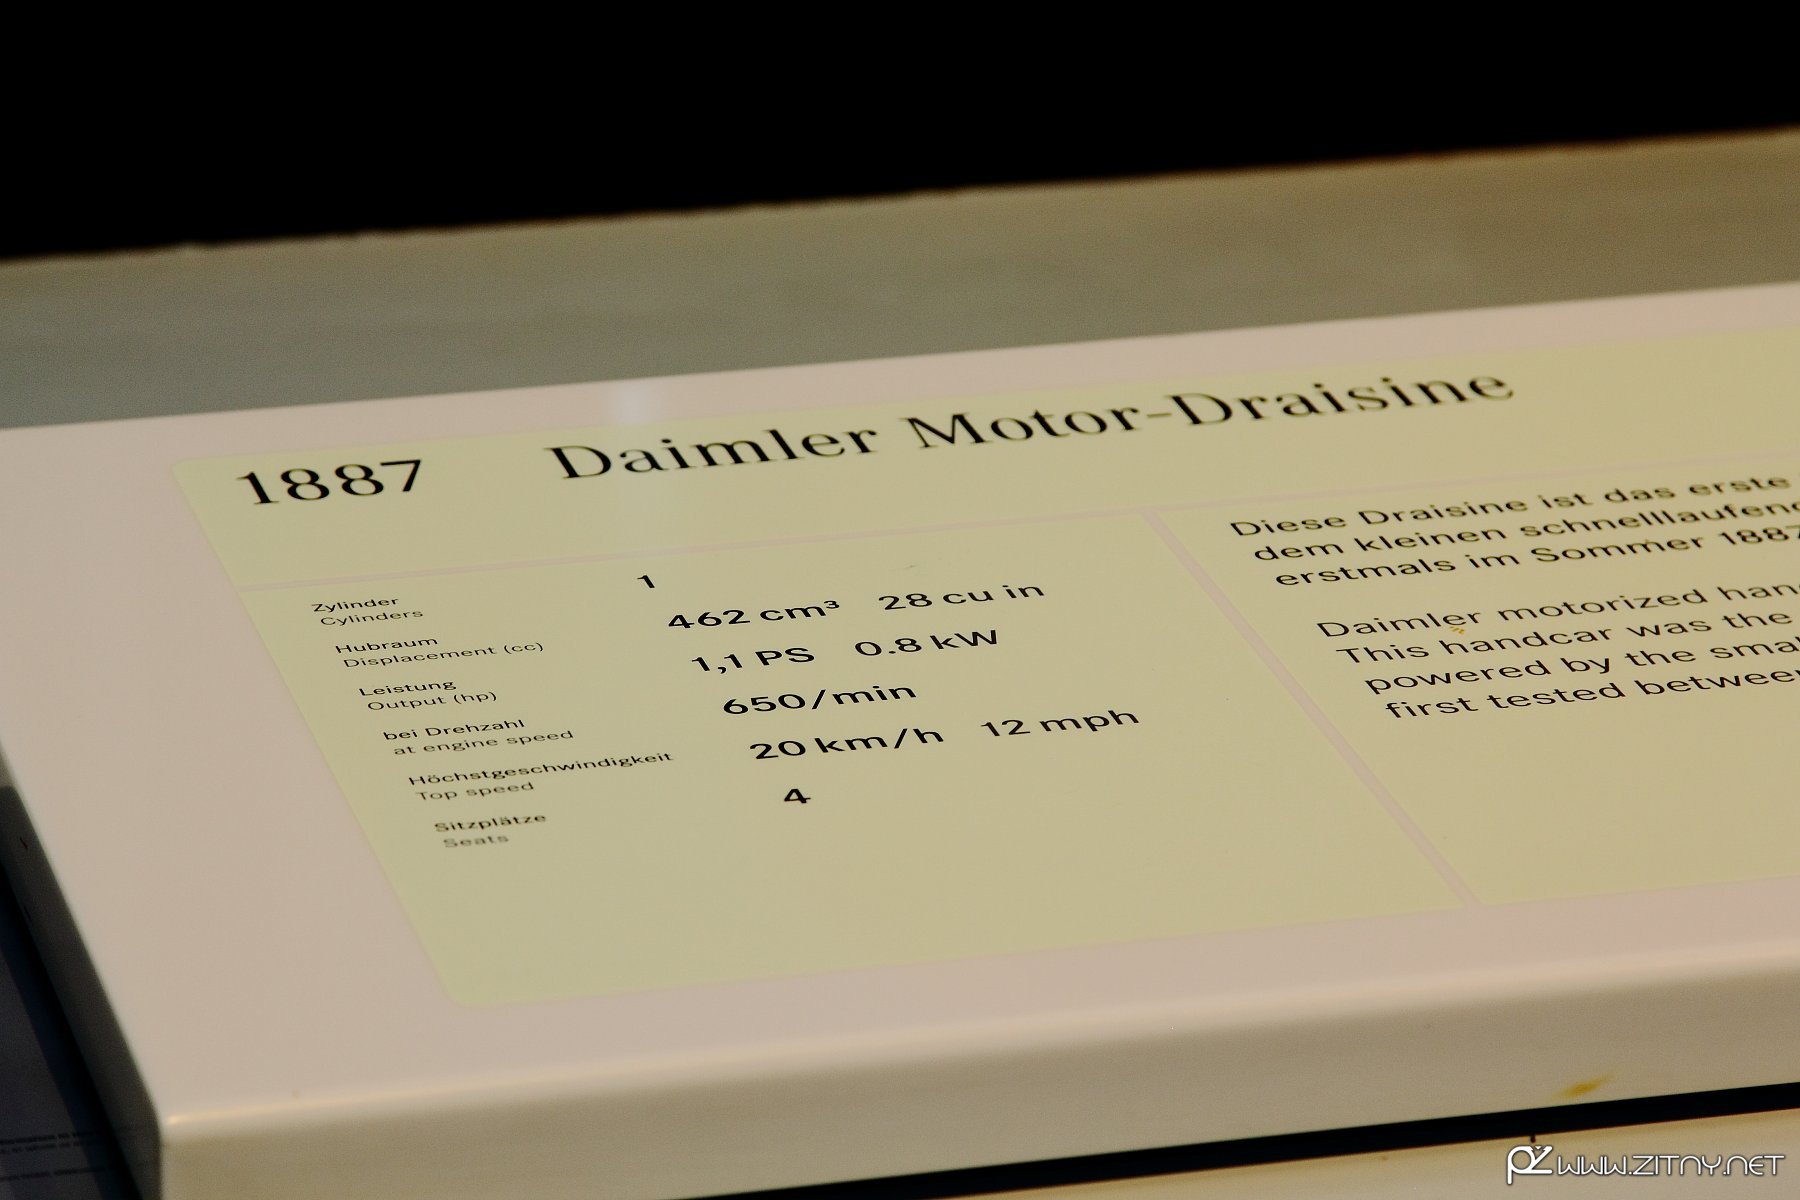 1887 Daimler Motor-Draisine
Zylinder 1
Cylinders
Hubraum 462 cm³ 28 cu in
Displacement (cc)
Leistung 1,1 PS 0.8 kW
Output (hp)
bei Drehzahl 650/min
at engine speed
Höchstgeschwindigkeit 20 km/h 12 mph
Top speed
Sitzplätze 4
Seats
Diese Draisine ist das erste
dem kleinen schnelllaufend
erstmals im Sommer 1887
Daimler motorized han
This handcar was the
powered by the smal
first tested between
PŽ WWW.ZITNY.NET